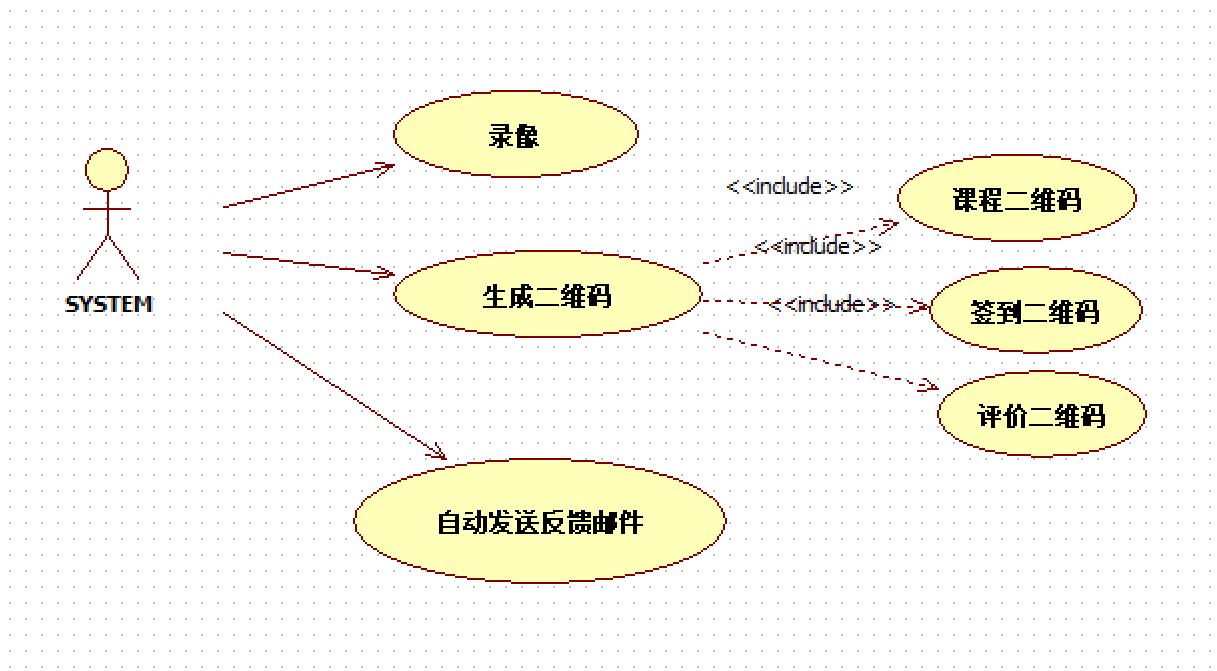 录像
<<include>>
课程二维码
<<include>>
生成二维码
<<include>>
签到二维码
SYSTEM
评价二维码
自动发送反馈邮件